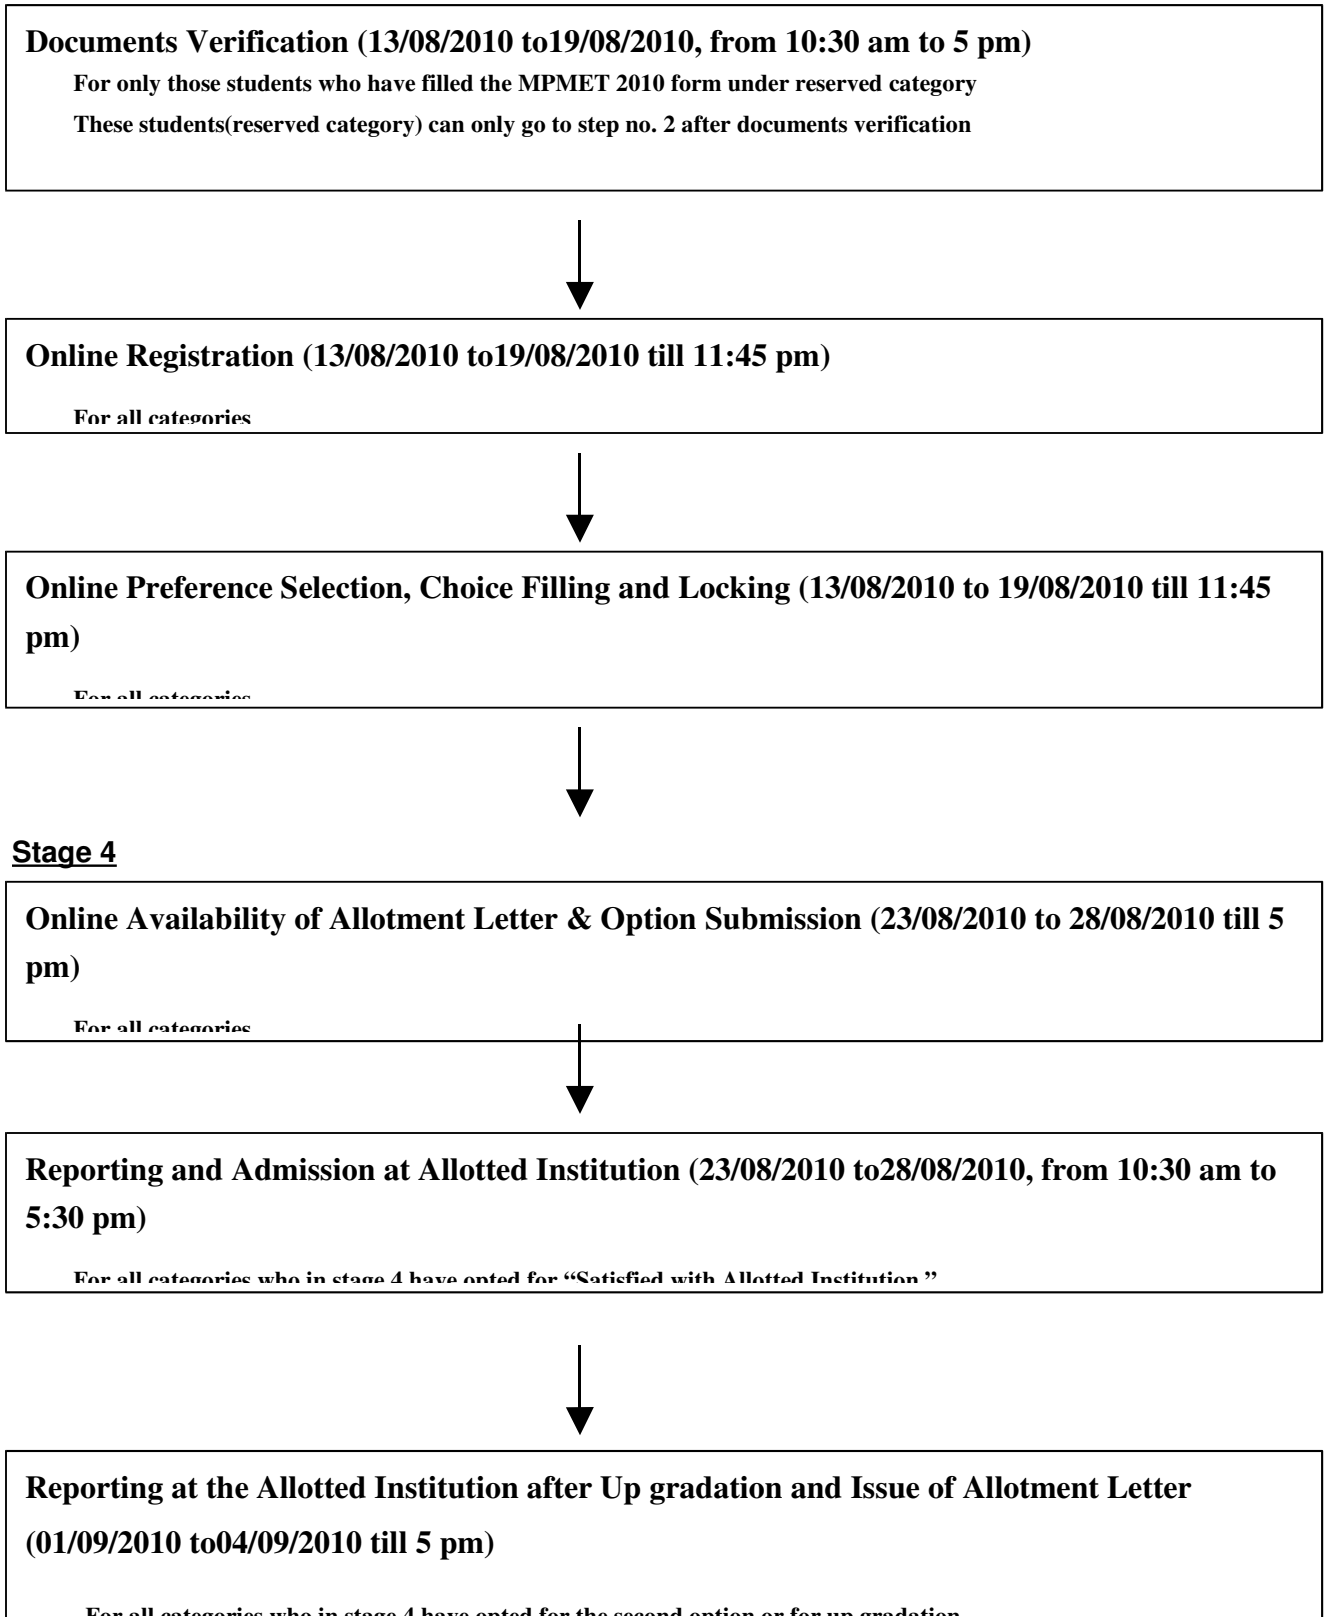 Documents Verification (13/08/2010 to19/08/2010, from 10:30 am to 5 pm)
For only those students who have filled the MPMET 2010 form under reserved category
These students(reserved category) can only go to step no. 2 after documents verification
Online Registration (13/08/2010 to19/08/2010 till 11:45 pm)
For all categories
Online Preference Selection, Choice Filling and Locking (13/08/2010 to 19/08/2010 till 11:45
pm)
For all categories
Stage 4
Online Availability of Allotment Letter & Option Submission (23/08/2010 to 28/08/2010 till 5
pm)
For all categories
Reporting and Admission at Allotted Institution (23/08/2010 to28/08/2010, from 10:30 am to
5:30 pm)
For all categories who in stage 4 have opted for “Satisfied with Allotted Institution.”
Reporting at the Allotted Institution after Up gradation and Issue of Allotment Letter
(01/09/2010 to04/09/2010 till 5 pm)
For all categories who in stage 4 have opted for the second option or for up gradation